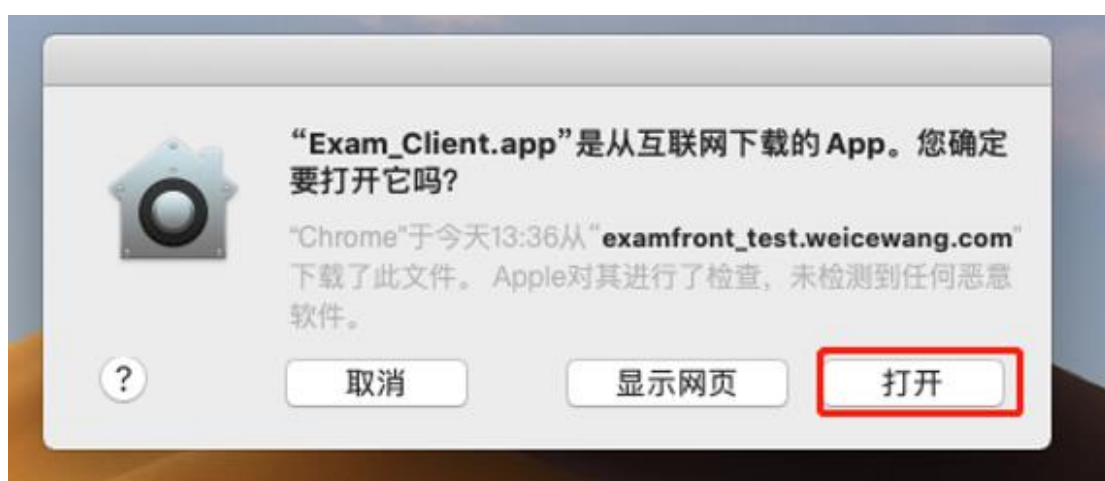 “Exam_Client.app”是从互联网下载的 App。您确定
要打开它吗?
“Chrome”于今天13:36从“examfront_test.weicewang.com”
下载了此文件。 Apple对其进行了检查，未检测到任何恶意
软件。
?
取消
显示网页
打开